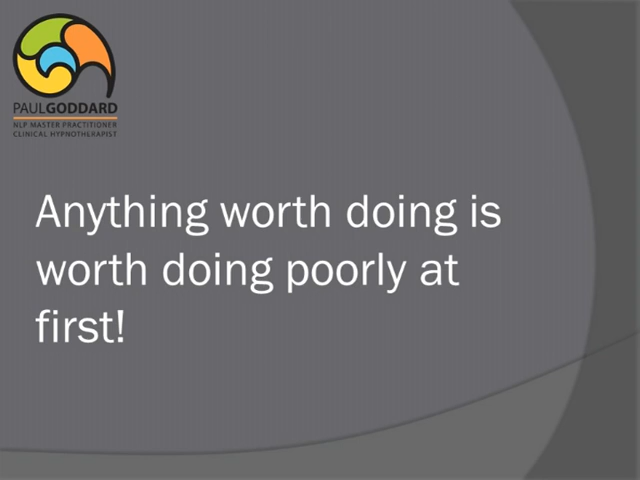 PAULGODDARD
NLP MASTER PRACTITIONER
CLINICAL HYPNOTHERAPIST
Anything worth doing is
worth doing poorly at
first!